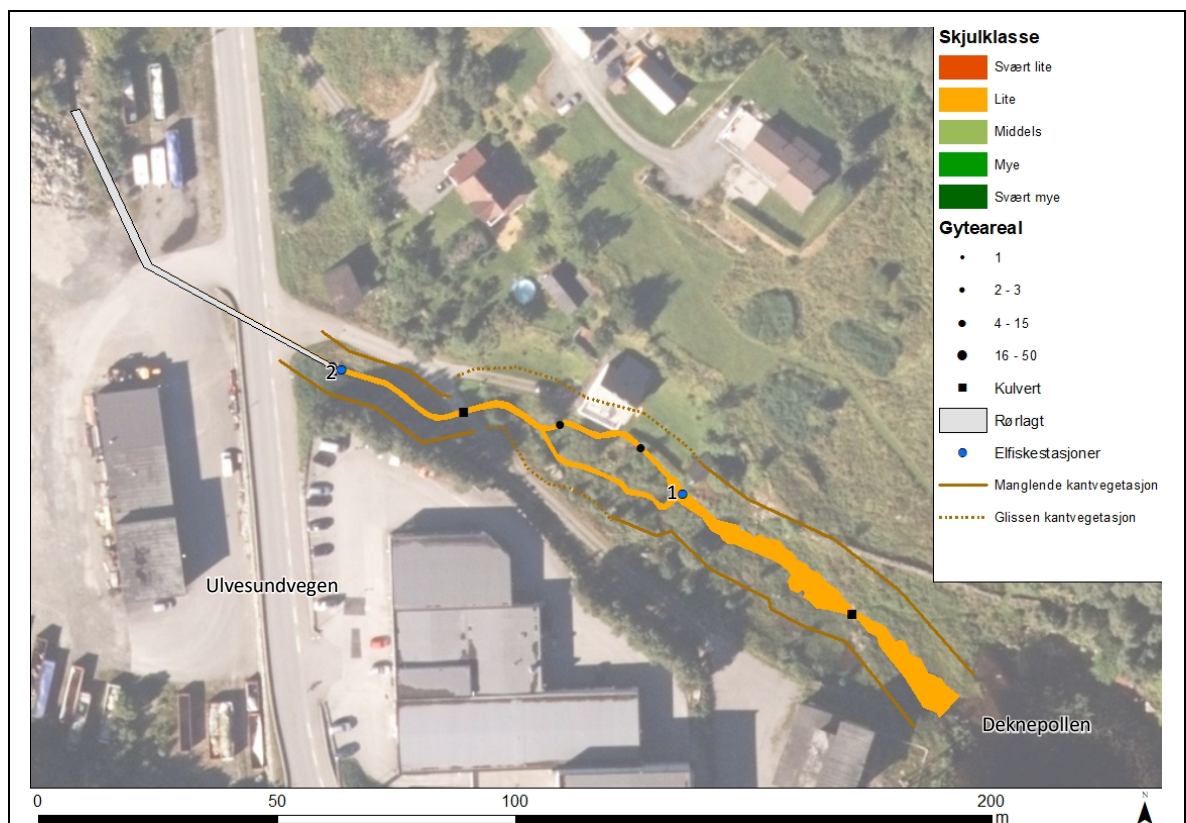 Skjulklasse
Svært lite
Lite
Middels
Mye
Svært mye
Gyteareal
1
2 - 3
4 - 15
16 - 50
Kulvert
Rørlagt
Elfiskestasjoner
Manglende kantvegetasjon
Glissen kantvegetasjon
2
1
Ulvesundvegen
Deknepollen
0 50 100 200
m
N